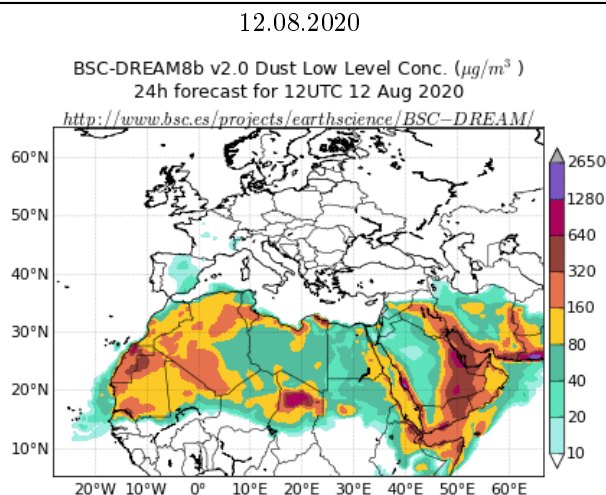 12.08.2020
BSC-DREAM8b v2.0 Dust Low Level Conc. (μg/m³ )
24h forecast for 12UTC 12 Aug 2020
http://www.bsc.es/projects/earthscience/BSC−DREAM/
60°N
50°N
40°N
30°N
20°N
10°N
20°W 10°W 0° 10°E 20°E 30°E 40°E 50°E 60°E
2650
1280
640
320
160
80
40
20
10